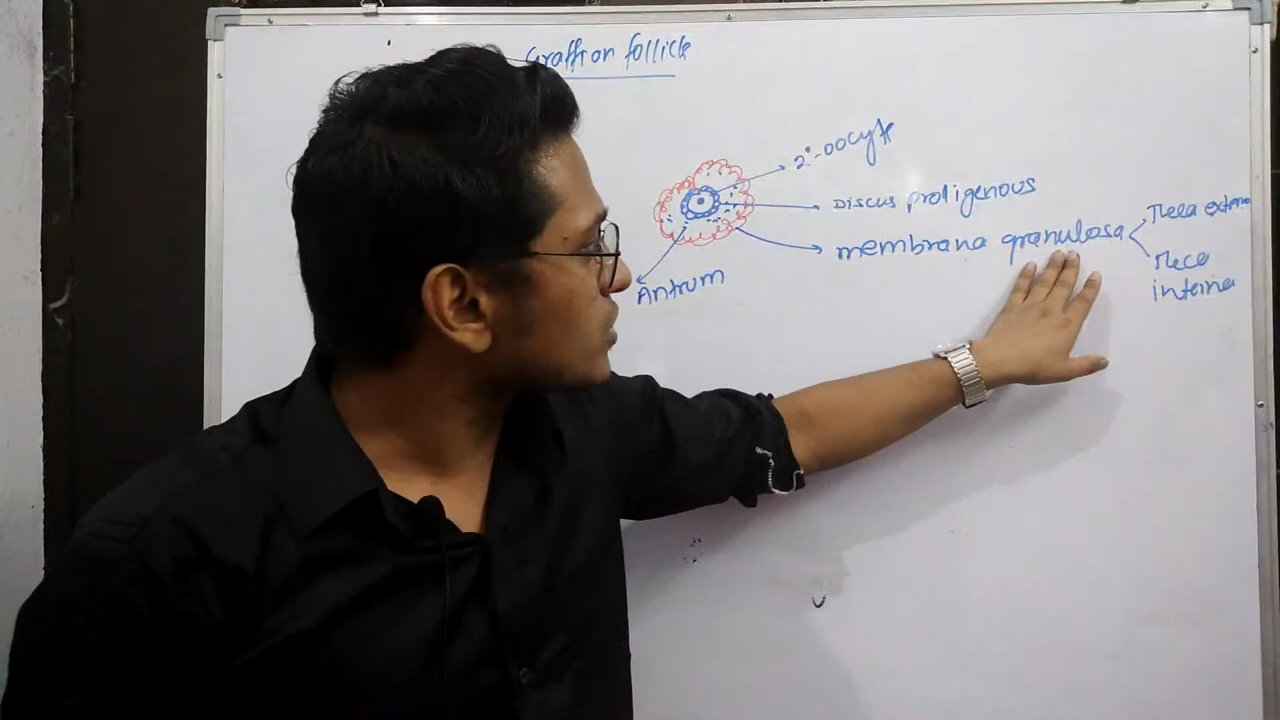 Graffian follicle
2°-oocyte
Discus proligenous
membrana granulosa
Theca externa
Theca
interna
Antrum